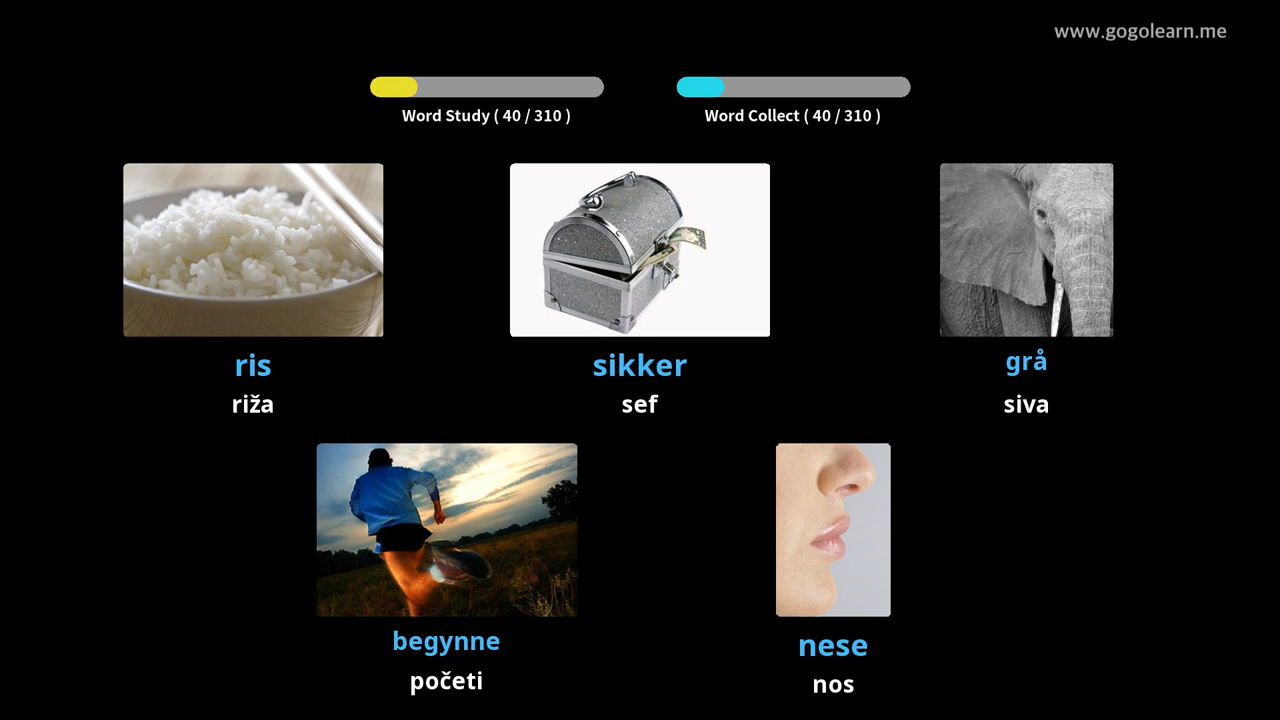 www.gogolearn.me
Word Study ( 40 / 310 )
Word Collect ( 40 / 310 )
ris
riža
sikker
sef
grå
siva
begynne
početi
nese
nos